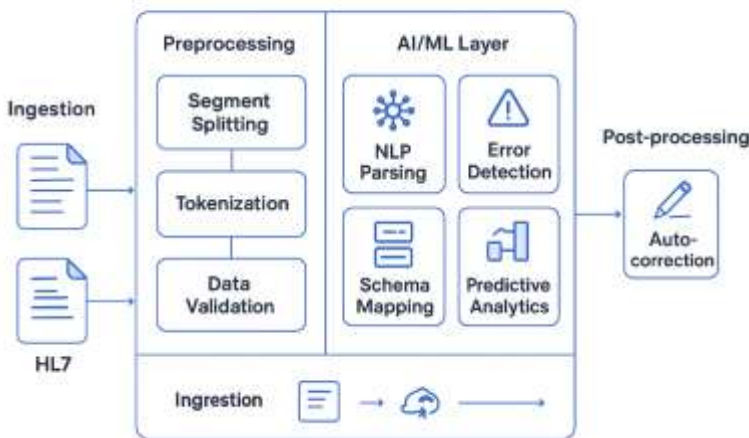 Ingestion
HL7
Preprocessing
Segment
Splitting
Tokenization
Data
Validation
AI/ML Layer
NLP
Parsing
Error
Detection
Schema
Mapping
Predictive
Analytics
Ingrestion
Post-processing
Auto-
correction